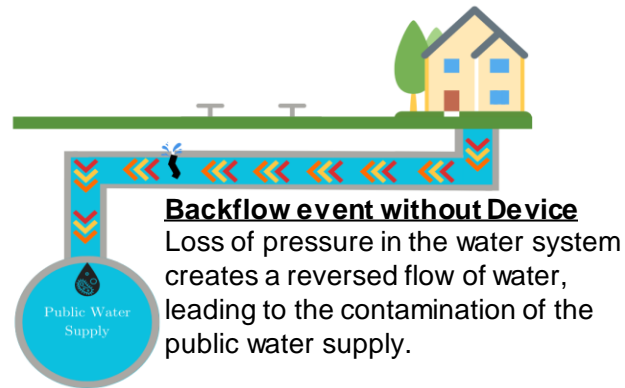 Backflow event without Device
Loss of pressure in the water system
creates a reversed flow of water,
leading to the contamination of the
public water supply.
Public Water
Supply